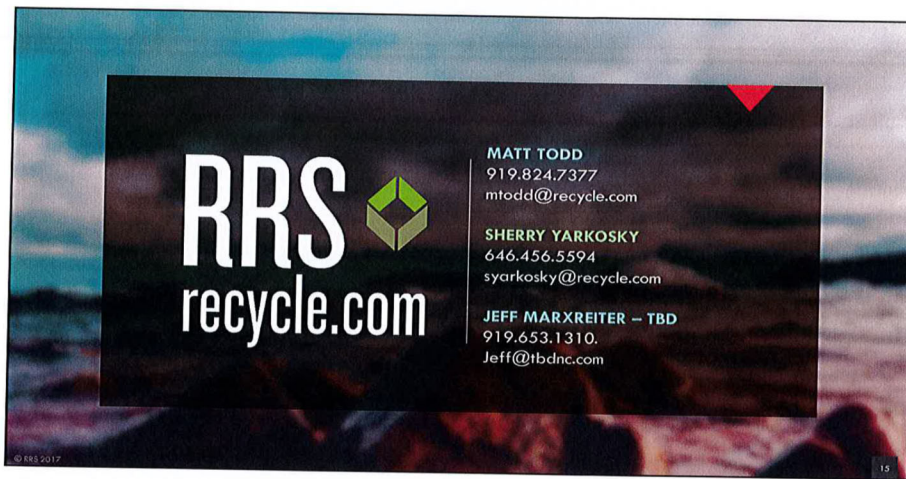 RRS
recycle.com
MATT TODD
919.824.7377
mtodd@recycle.com
SHERRY YARKOSKY
646.456.5594
syarkosky@recycle.com
JEFF MARXREITER – TBD
919.653.1310.
Jeff@tbdnc.com
© RRS 2017
15